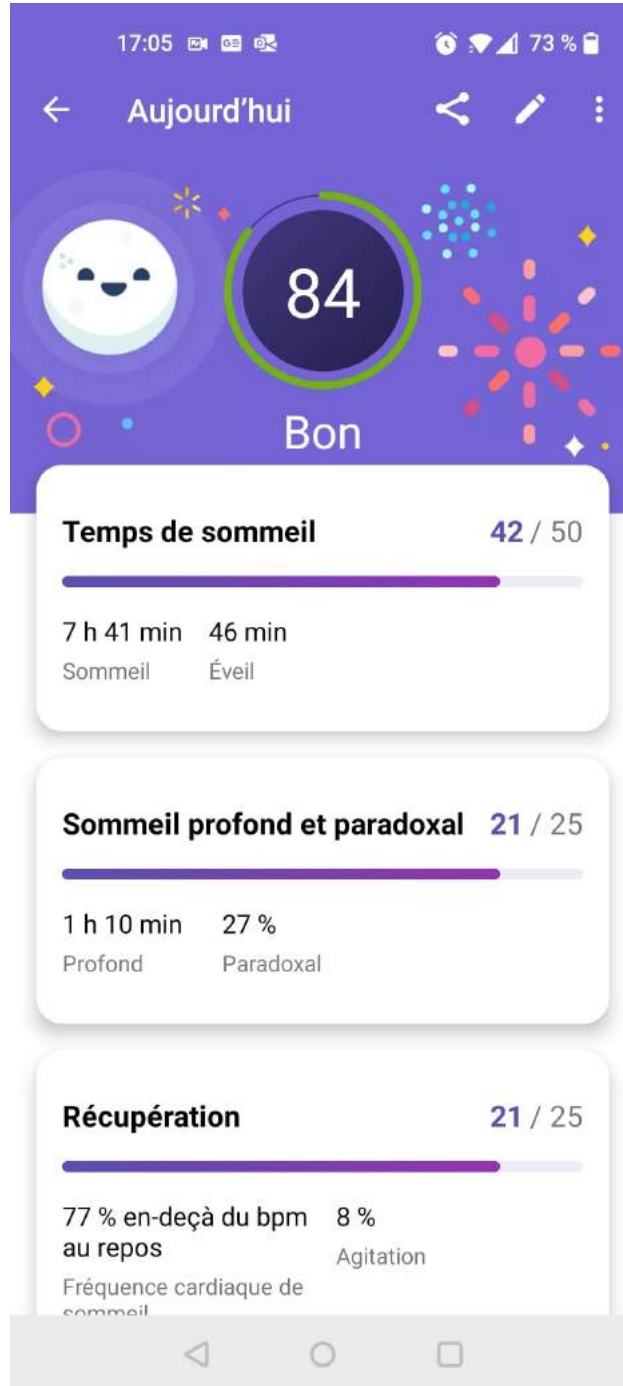 17:05 73 %
Aujourd'hui
84
Bon
Temps de sommeil 42 / 50
7 h 41 min 46 min
Sommeil Éveil
Sommeil profond et paradoxal 21 / 25
1 h 10 min 27 %
Profond Paradoxal
Récupération 21 / 25
77 % en-deçà du bpm 8 %
au repos Agitation
Fréquence cardiaque de
sommeil